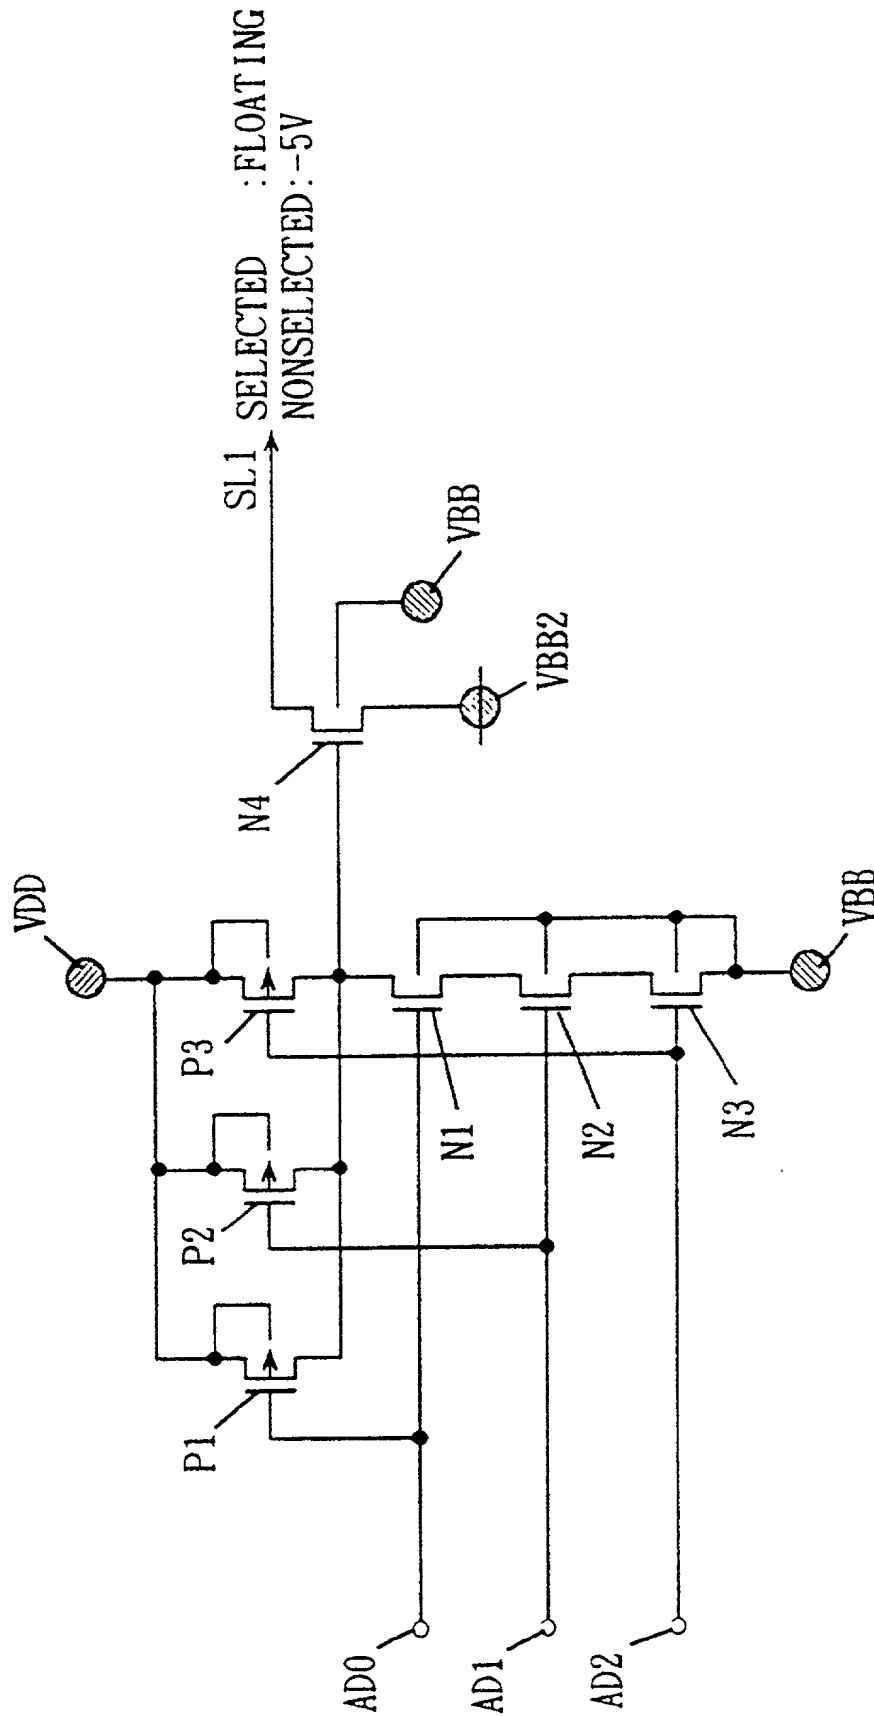 VDD
SL1 SELECTED :FLOATING
NONSELECTED:-5V
P1
P2
P3
N4
VBB
VBB2
N1
N2
N3
VBB
AD0
AD1
AD2